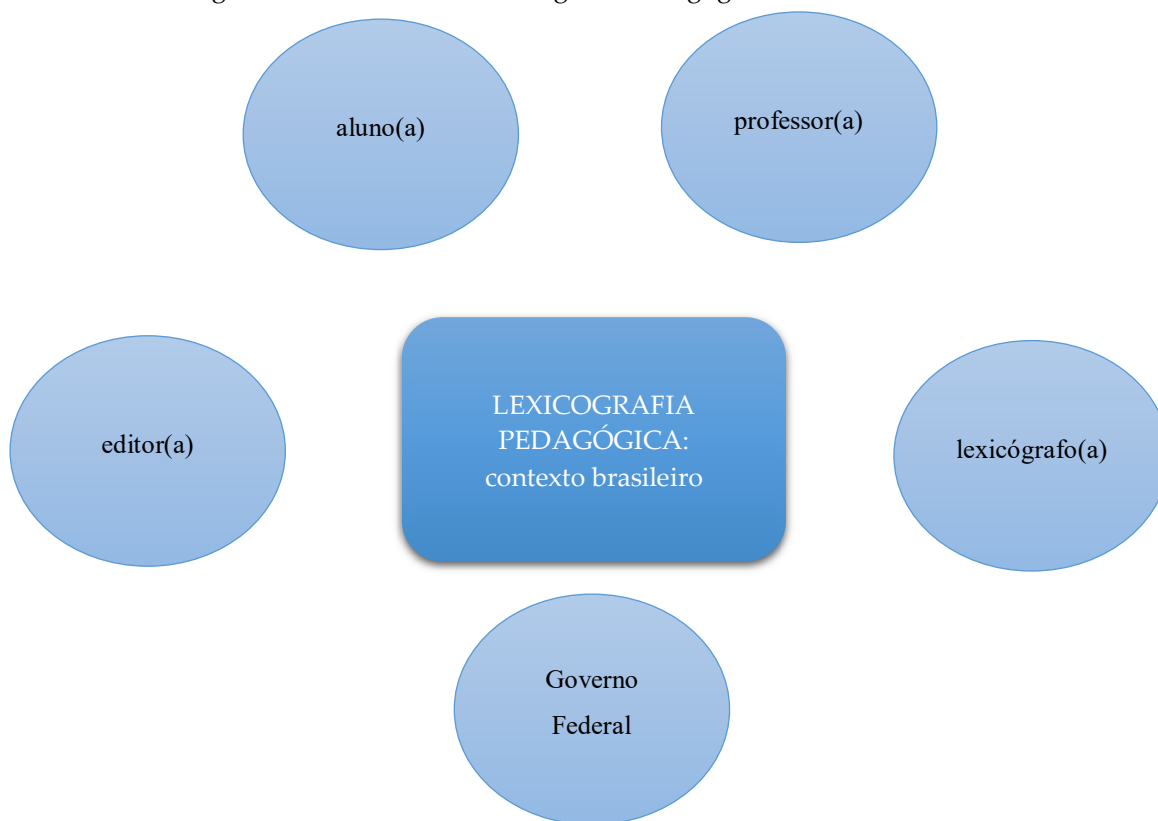 aluno(a)
professor(a)
editor(a)
LEXICOGRAFIA
PEDAGÓGICA:
contexto brasileiro
lexicógrafo(a)
Governo
Federal